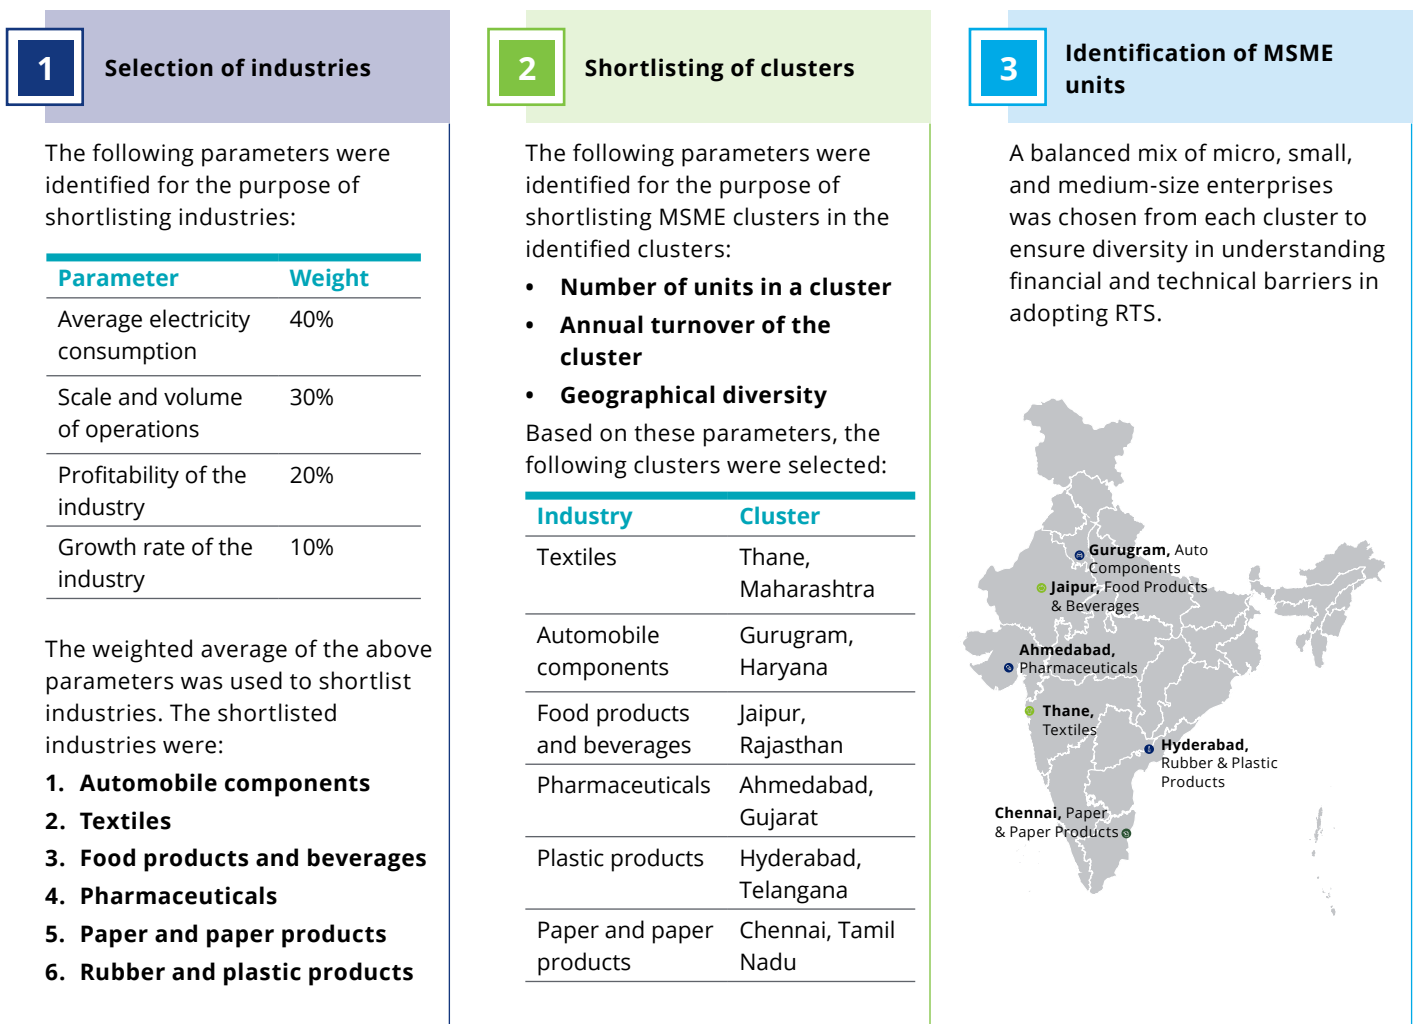 1
Selection of industries
The following parameters were
identified for the purpose of
shortlisting industries:
Parameter Weight
Average electricity 40%
consumption
Scale and volume 30%
of operations
Profitability of the 20%
industry
Growth rate of the 10%
industry
The weighted average of the above
parameters was used to shortlist
industries. The shortlisted
industries were:
1. Automobile components
2. Textiles
3. Food products and beverages
4. Pharmaceuticals
5. Paper and paper products
6. Rubber and plastic products
2
Shortlisting of clusters
The following parameters were
identified for the purpose of
shortlisting MSME clusters in the
identified clusters:
• Number of units in a cluster
• Annual turnover of the
cluster
• Geographical diversity
Based on these parameters, the
following clusters were selected:
Industry Cluster
Textiles Thane,
Maharashtra
Automobile Gurugram,
components Haryana
Food products Jaipur,
and beverages Rajasthan
Pharmaceuticals Ahmedabad,
Gujarat
Plastic products Hyderabad,
Telangana
Paper and paper Chennai, Tamil
products Nadu
3
Identification of MSME
units
A balanced mix of micro, small,
and medium-size enterprises
was chosen from each cluster to
ensure diversity in understanding
financial and technical barriers in
adopting RTS.
Gurugram, Auto
Components
Jaipur, Food Products
& Beverages
Ahmedabad,
Pharmaceuticals
Thane,
Textiles
Hyderabad,
Rubber & Plastic
Products
Chennai, Paper
& Paper Products